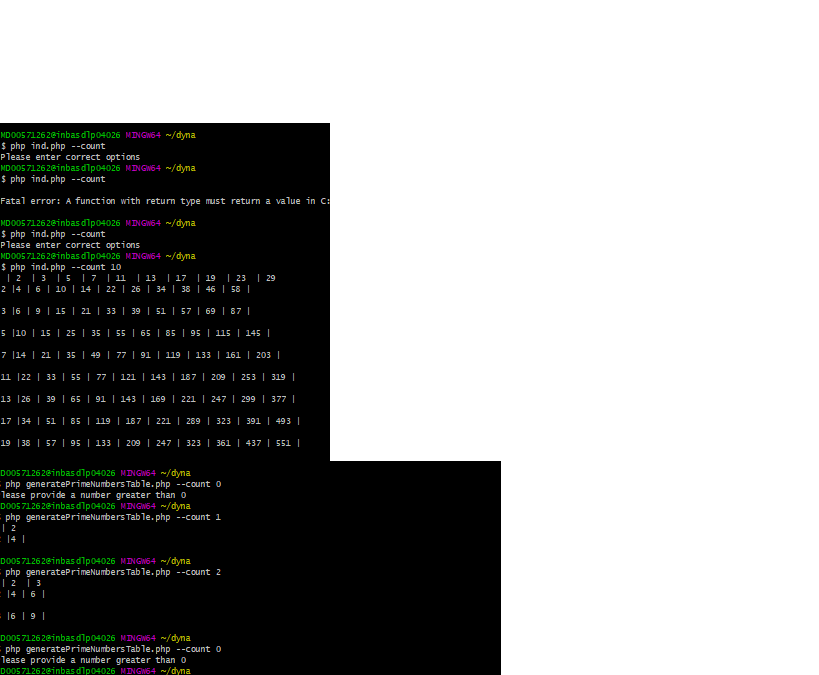 MD00571262@inbasdlp04026 MINGW64 ~/dyna
$ php ind.php --count
Please enter correct options
MD00571262@inbasdlp04026 MINGW64 ~/dyna
$ php ind.php --count
Fatal error: A function with return type must return a value in C:
MD00571262@inbasdlp04026 MINGW64 ~/dyna
$ php ind.php --count
Please enter correct options
MD00571262@inbasdlp04026 MINGW64 ~/dyna
$ php ind.php --count 10
| 2 | 3 | 5 | 7 | 11 | 13 | 17 | 19 | 23 | 29
2 |4 | 6 | 10 | 14 | 22 | 26 | 34 | 38 | 46 | 58 |
3 |6 | 9 | 15 | 21 | 33 | 39 | 51 | 57 | 69 | 87 |
5 |10 | 15 | 25 | 35 | 55 | 65 | 85 | 95 | 115 | 145 |
7 |14 | 21 | 35 | 49 | 77 | 91 | 119 | 133 | 161 | 203 |
11 |22 | 33 | 55 | 77 | 121 | 143 | 187 | 209 | 253 | 319 |
13 |26 | 39 | 65 | 91 | 143 | 169 | 221 | 247 | 299 | 377 |
17 |34 | 51 | 85 | 119 | 187 | 221 | 289 | 323 | 391 | 493 |
19 |38 | 57 | 95 | 133 | 209 | 247 | 323 | 361 | 437 | 551 |
D00571262@inbasdlp04026 MINGW64 ~/dyna
php generatePrimeNumbersTable.php --count 0
lease provide a number greater than 0
D00571262@inbasdlp04026 MINGW64 ~/dyna
php generatePrimeNumbersTable.php --count 1
| 2
|4 |
D00571262@inbasdlp04026 MINGW64 ~/dyna
php generatePrimeNumbersTable.php --count 2
| 2 | 3
|4 | 6 |
|6 | 9 |
D00571262@inbasdlp04026 MINGW64 ~/dyna
php generatePrimeNumbersTable.php --count 0
lease provide a number greater than 0
D00571262@inbasdlp04026 MINGW64 ~/dyna